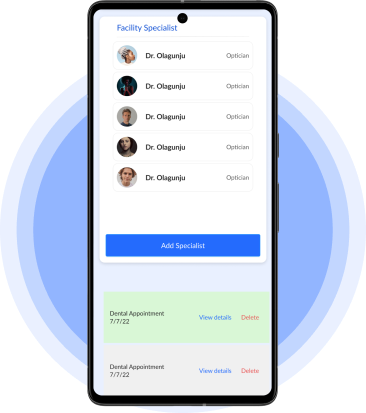 Facility Specialist
Dr. Olagunju Optician
Dr. Olagunju Optician
Dr. Olagunju Optician
Dr. Olagunju Optician
Dr. Olagunju Optician
Add Specialist
Dental Appointment
7/7/22
View details Delete
Dental Appointment
7/7/22
View details Delete